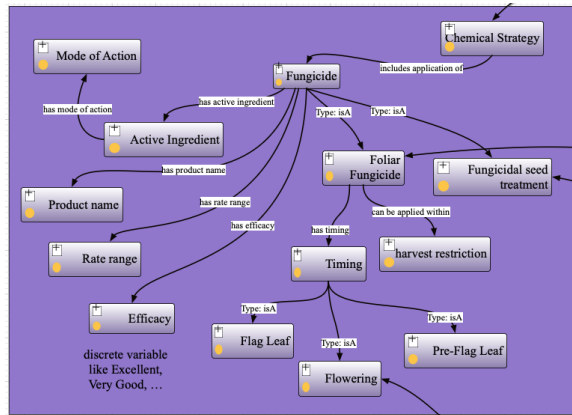 Chemical Strategy
Mode of Action
includes application of
Fungicide
has active ingredient
has mode of action
Type: isA
Type: isA
Active Ingredient
has product name
Foliar
Fungicide
Fungicidal seed
treatment
Product name
has rate range
can be applied within
has efficacy
has timing
Rate range
Timing
harvest restriction
Efficacy
Type: isA
Type: isA
Type: isA
Flag Leaf
Pre-Flag Leaf
discrete variable
like Excellent,
Very Good, ...
Flowering